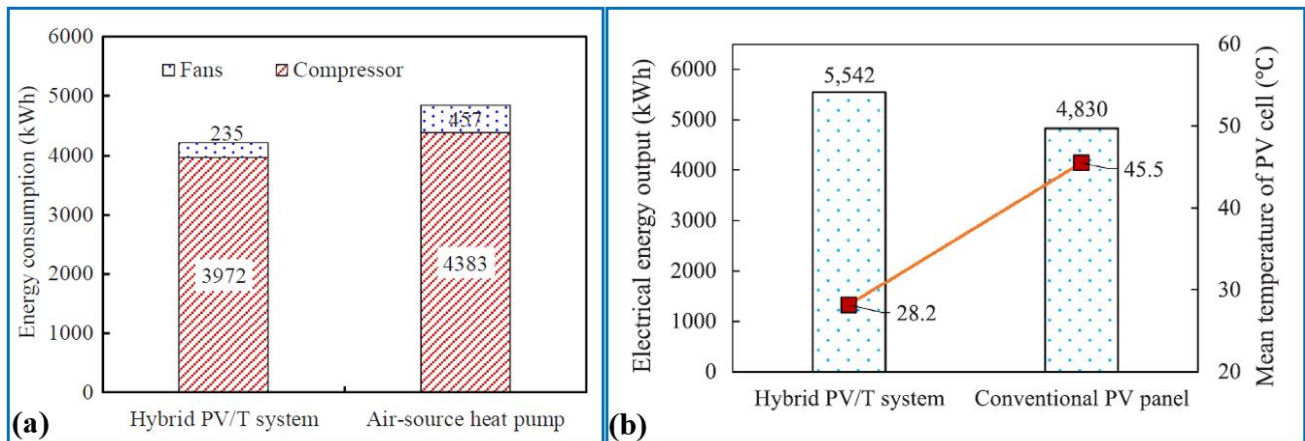 6000
5000
4000
3000
2000
1000
0
Energy consumption (kWh)
Fans
Compressor
235
457
3972
4383
Hybrid PV/T system
Air-source heat pump
(a)
6000
5000
4000
3000
2000
1000
0
Electrical energy output (kWh)
5,542
4,830
28.2
45.5
60
50
40
30
20
Mean temperature of PV cell (°C)
Hybrid PV/T system
Conventional PV panel
(b)